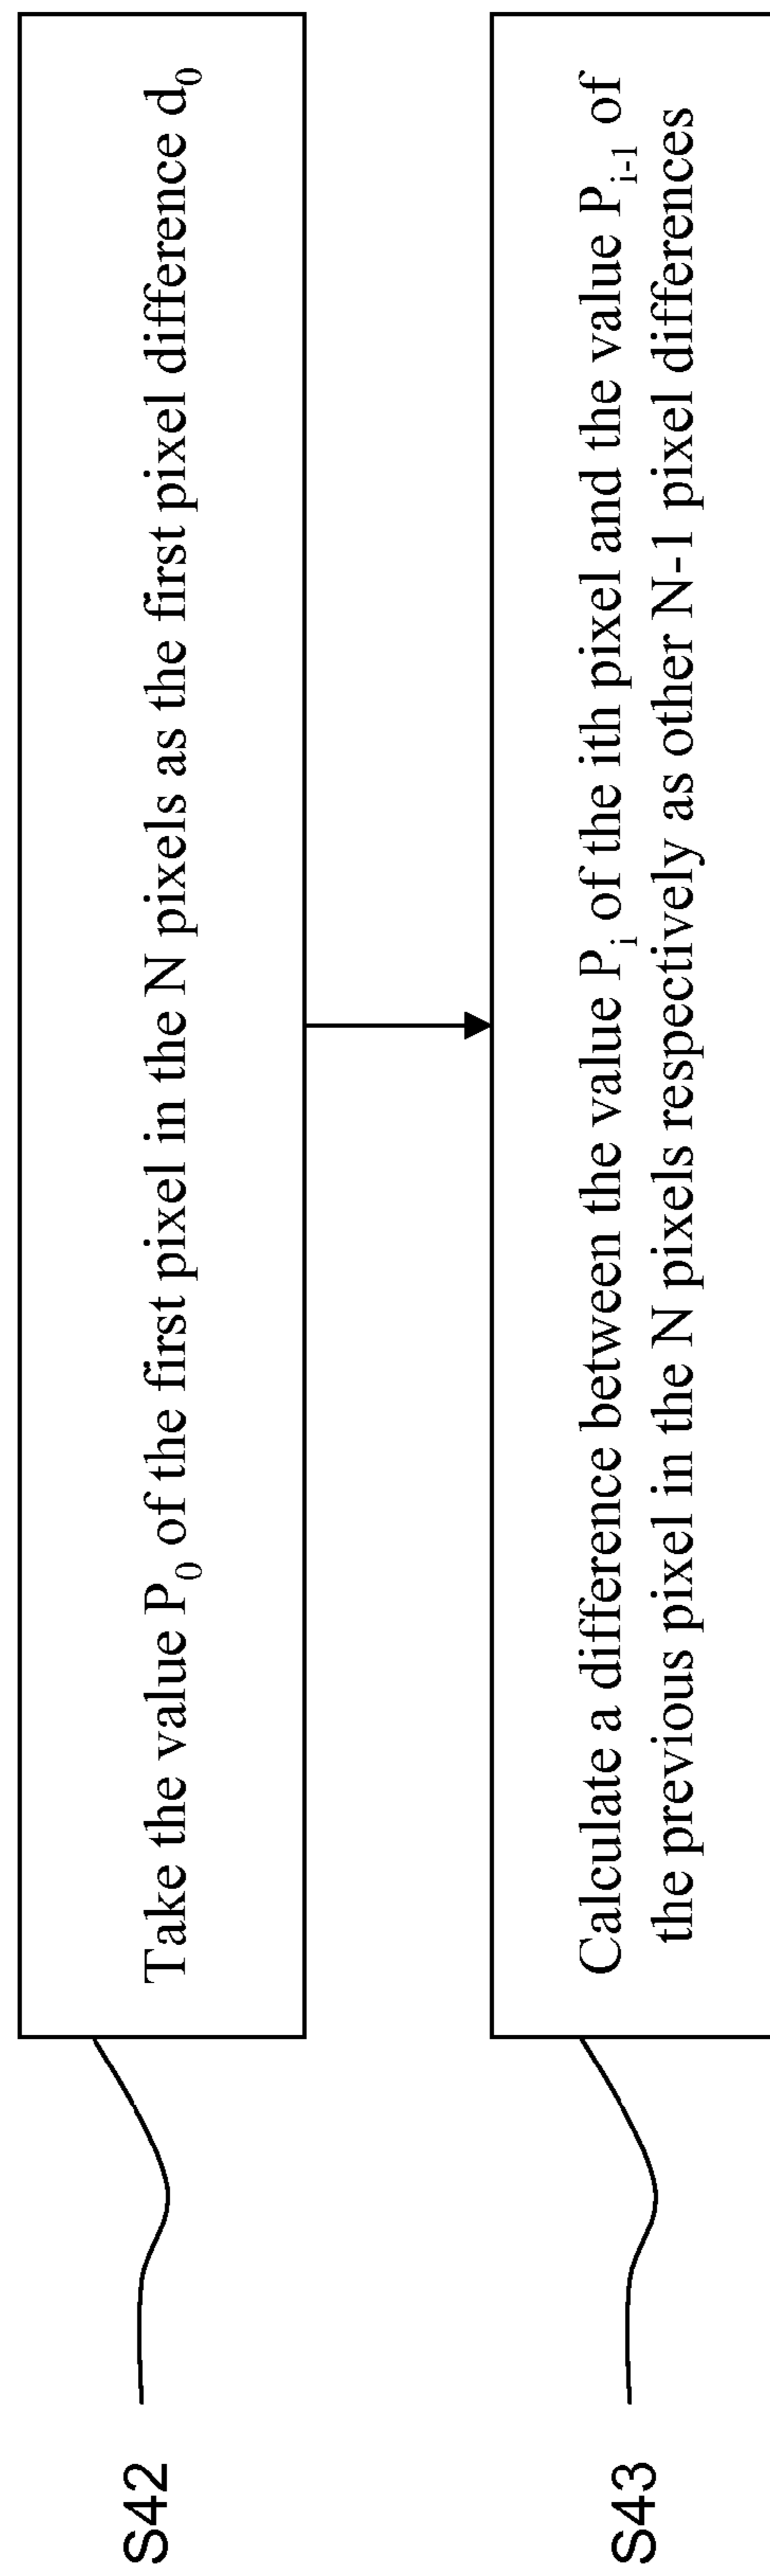 S42
Take the value P₀ of the first pixel in the N pixels as the first pixel difference d₀
S43
Calculate a difference between the value Pᵢ of the ith pixel and the value Pᵢ₋₁ of
the previous pixel in the N pixels respectively as other N-1 pixel differences